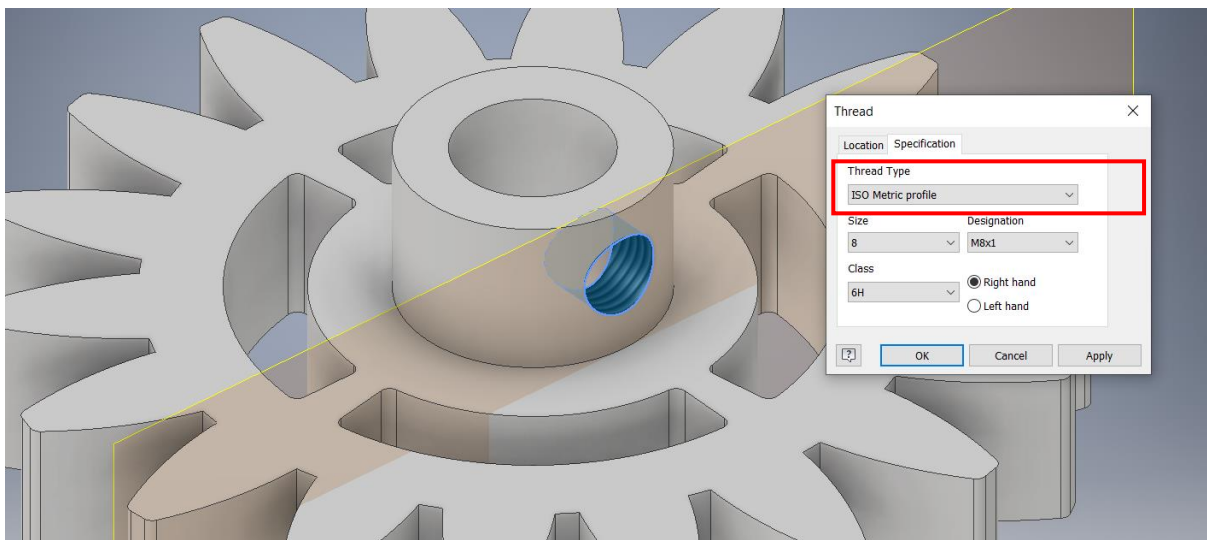 Thread
Location Specification
Thread Type
ISO Metric profile
Size Designation
8 M8x1
Class
6H
Right hand
Left hand
? OK Cancel Apply